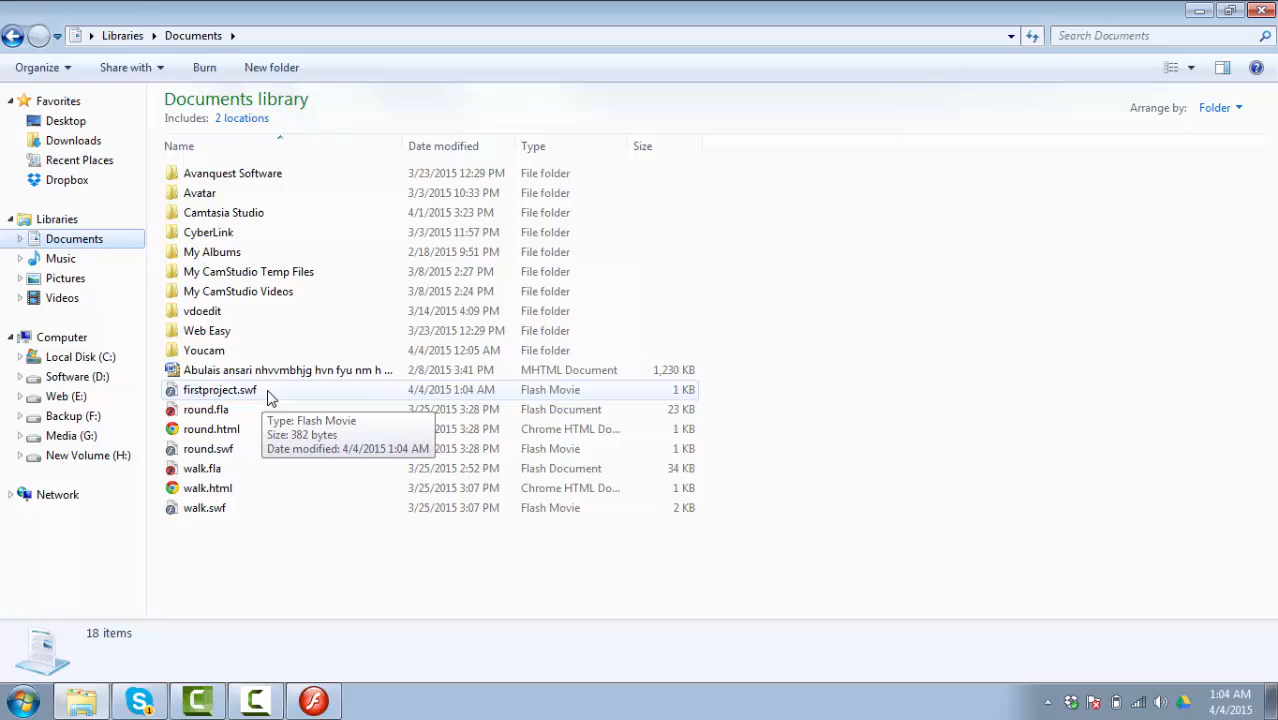 Libraries Documents
Search Documents
Organize Share with Burn New folder
Documents library
Includes: 2 locations
Arrange by: Folder
Favorites
Desktop
Downloads
Recent Places
Dropbox
Libraries
Documents
Music
Pictures
Videos
Computer
Local Disk (C:)
Software (D:)
Web (E:)
Backup (F:)
Media (G:)
New Volume (H:)
Network
Name Date modified Type Size
Avanquest Software 3/23/2015 12:29 PM File folder
Avatar 3/3/2015 10:33 PM File folder
Camtasia Studio 4/1/2015 3:23 PM File folder
CyberLink 3/3/2015 11:57 PM File folder
My Albums 2/18/2015 9:51 PM File folder
My CamStudio Temp Files 3/8/2015 2:27 PM File folder
My CamStudio Videos 3/8/2015 2:24 PM File folder
vdoedit 3/14/2015 4:09 PM File folder
Web Easy 3/23/2015 12:29 PM File folder
Youcam 4/4/2015 12:05 AM File folder
Abulais ansari nhvvmbhjg hvn fyu nm h ... 2/8/2015 3:41 PM MHTML Document 1,230 KB
firstproject.swf 4/4/2015 1:04 AM Flash Movie 1 KB
round.fla 3/25/2015 3:28 PM Flash Document 23 KB
round.html 3:28 PM Chrome HTML Do... 1 KB
round.swf 3:28 PM Flash Movie 1 KB
walk.fla 3/25/2015 2:52 PM Flash Document 34 KB
walk.html 3/25/2015 3:07 PM Chrome HTML Do... 1 KB
walk.swf 3/25/2015 3:07 PM Flash Movie 2 KB
Type: Flash Movie
Size: 382 bytes
Date modified: 4/4/2015 1:04 AM
18 items
1:04 AM
4/4/2015